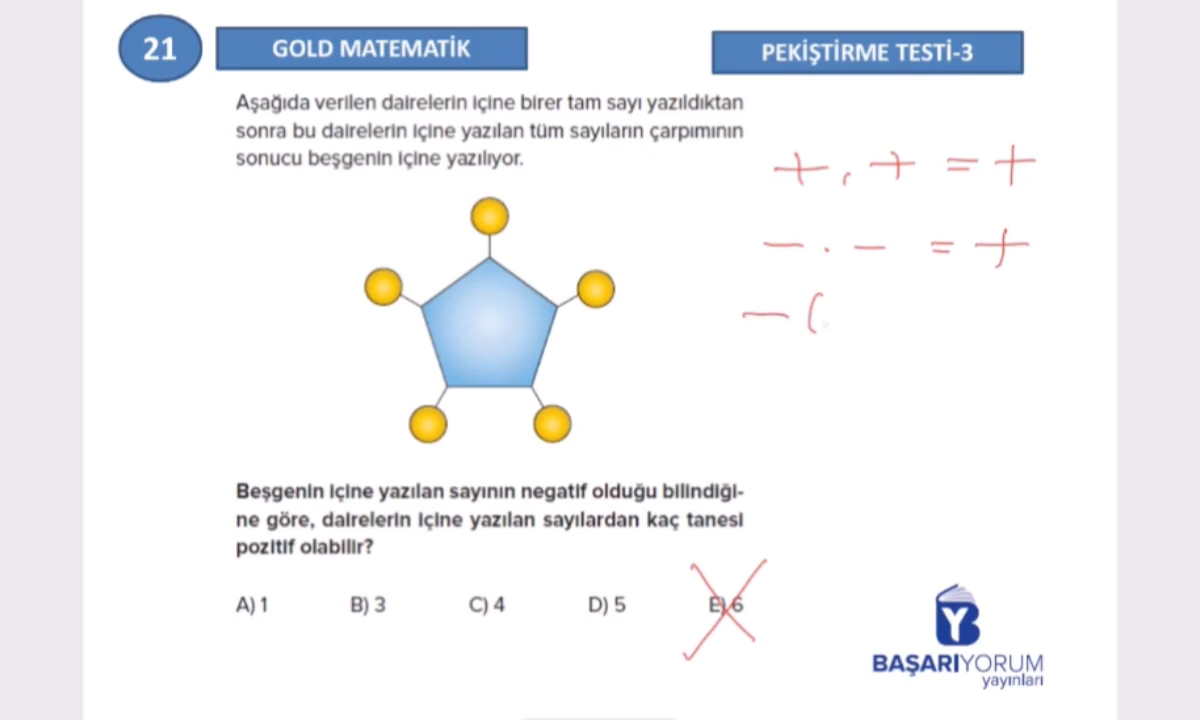 21
GOLD MATEMATİK
PEKİŞTİRME TESTİ-3
Aşağıda verilen dairelerin içine birer tam sayı yazıldıktan
sonra bu dairelerin içine yazılan tüm sayıların çarpımının
sonucu beşgenin içine yazılıyor.
+ . + = +
- . - = +
- (
Beşgenin içine yazılan sayının negatif olduğu bilindiği-
ne göre, dairelerin içine yazılan sayılardan kaç tanesi
pozitif olabilir?
A) 1 B) 3 C) 4 D) 5 E) 6
BY
BAŞARIYORUM
yayınları